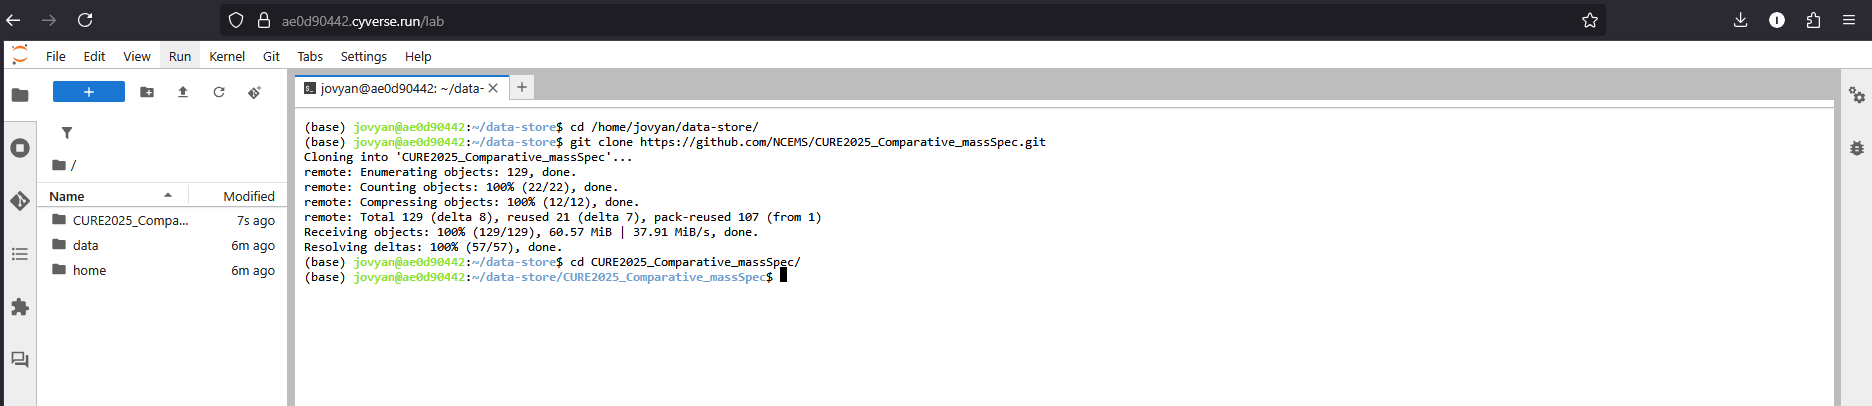 ae0d90442.cyverse.run/lab
File Edit View Run Kernel Git Tabs Settings Help
jovyan@ae0d90442: ~/data-
/
Name Modified
CURE2025_Compa... 7s ago
data 6m ago
home 6m ago
(base) jovyan@ae0d90442:~/data-store$ cd /home/jovyan/data-store/
(base) jovyan@ae0d90442:~/data-store$ git clone https://github.com/NCEMS/CURE2025_Comparative_massSpec.git
Cloning into 'CURE2025_Comparative_massSpec'...
remote: Enumerating objects: 129, done.
remote: Counting objects: 100% (22/22), done.
remote: Compressing objects: 100% (12/12), done.
remote: Total 129 (delta 8), reused 21 (delta 7), pack-reused 107 (from 1)
Receiving objects: 100% (129/129), 60.57 MiB | 37.91 MiB/s, done.
Resolving deltas: 100% (57/57), done.
(base) jovyan@ae0d90442:~/data-store$ cd CURE2025_Comparative_massSpec/
(base) jovyan@ae0d90442:~/data-store/CURE2025_Comparative_massSpec$